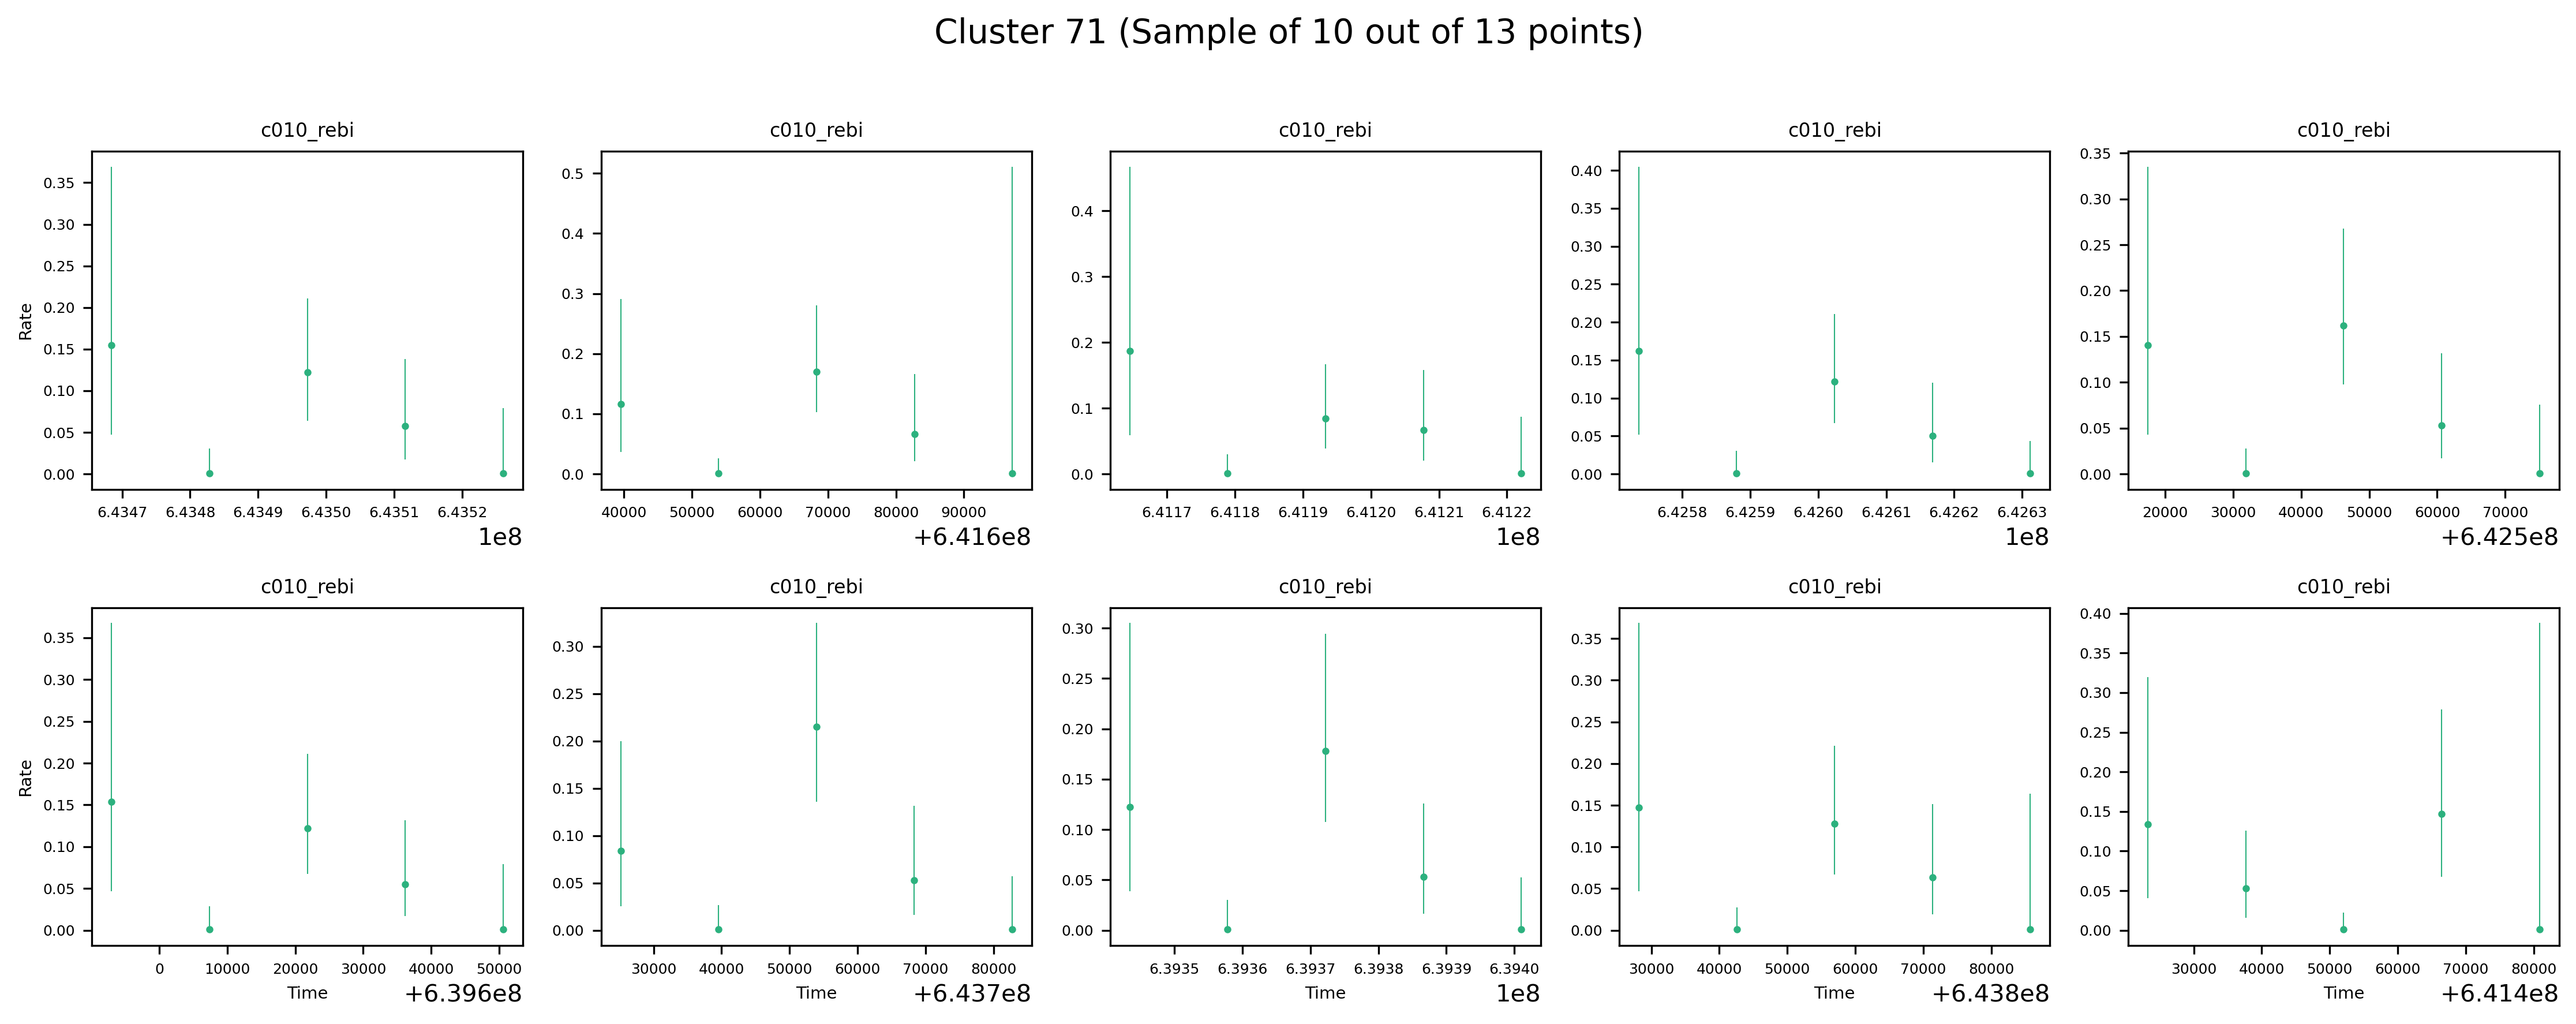 Cluster 71 (Sample of 10 out of 13 points)
c010_rebi c010_rebi c010_rebi c010_rebi c010_rebi
Rate
0.35 0.30 0.25 0.20 0.15 0.10 0.05 0.00
6.4347 6.4348 6.4349 6.4350 6.4351 6.4352
1e8
0.5 0.4 0.3 0.2 0.1 0.0
40000 50000 60000 70000 80000 90000
+6.416e8
0.4 0.3 0.2 0.1 0.0
6.4117 6.4118 6.4119 6.4120 6.4121 6.4122
1e8
0.40 0.35 0.30 0.25 0.20 0.15 0.10 0.05 0.00
6.4258 6.4259 6.4260 6.4261 6.4262 6.4263
1e8
0.35 0.30 0.25 0.20 0.15 0.10 0.05 0.00
20000 30000 40000 50000 60000 70000
+6.425e8
c010_rebi c010_rebi c010_rebi c010_rebi c010_rebi
Rate
0.35 0.30 0.25 0.20 0.15 0.10 0.05 0.00
0 10000 20000 30000 40000 50000
Time +6.396e8
0.30 0.25 0.20 0.15 0.10 0.05 0.00
30000 40000 50000 60000 70000 80000
Time +6.437e8
0.30 0.25 0.20 0.15 0.10 0.05 0.00
6.3935 6.3936 6.3937 6.3938 6.3939 6.3940
Time 1e8
0.35 0.30 0.25 0.20 0.15 0.10 0.05 0.00
30000 40000 50000 60000 70000 80000
Time +6.438e8
0.40 0.35 0.30 0.25 0.20 0.15 0.10 0.05 0.00
30000 40000 50000 60000 70000 80000
Time +6.414e8